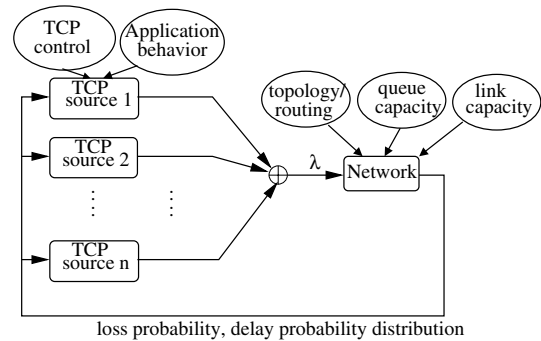 TCP
control
Application
behavior
TCP
source 1
topology/
routing
queue
capacity
link
capacity
TCP
source 2
λ
Network
TCP
source n
loss probability, delay probability distribution